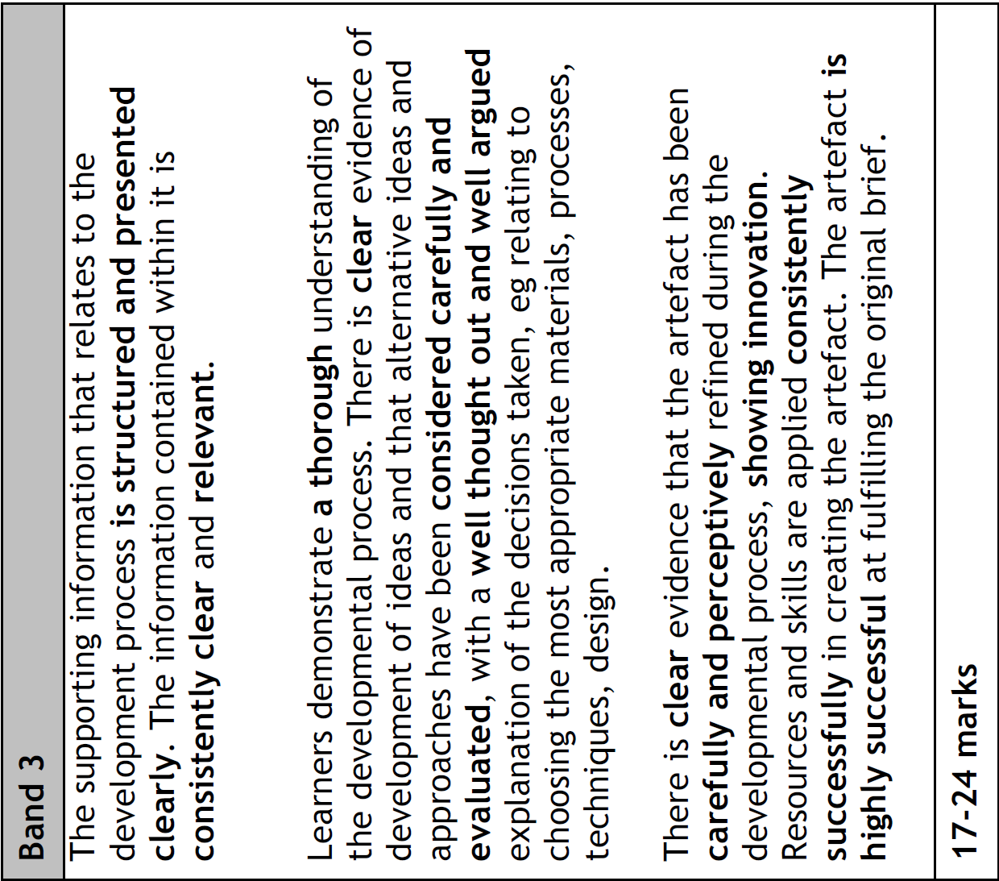 Band 3
The supporting information that relates to the
development process is structured and presented
clearly. The information contained within it is
consistently clear and relevant.
Learners demonstrate a thorough understanding of
the developmental process. There is clear evidence of
development of ideas and that alternative ideas and
approaches have been considered carefully and
evaluated, with a well thought out and well argued
explanation of the decisions taken, eg relating to
choosing the most appropriate materials, processes,
techniques, design.
There is clear evidence that the artefact has been
carefully and perceptively refined during the
developmental process, showing innovation.
Resources and skills are applied consistently
successfully in creating the artefact. The artefact is
highly successful at fulfilling the original brief.
17-24 marks